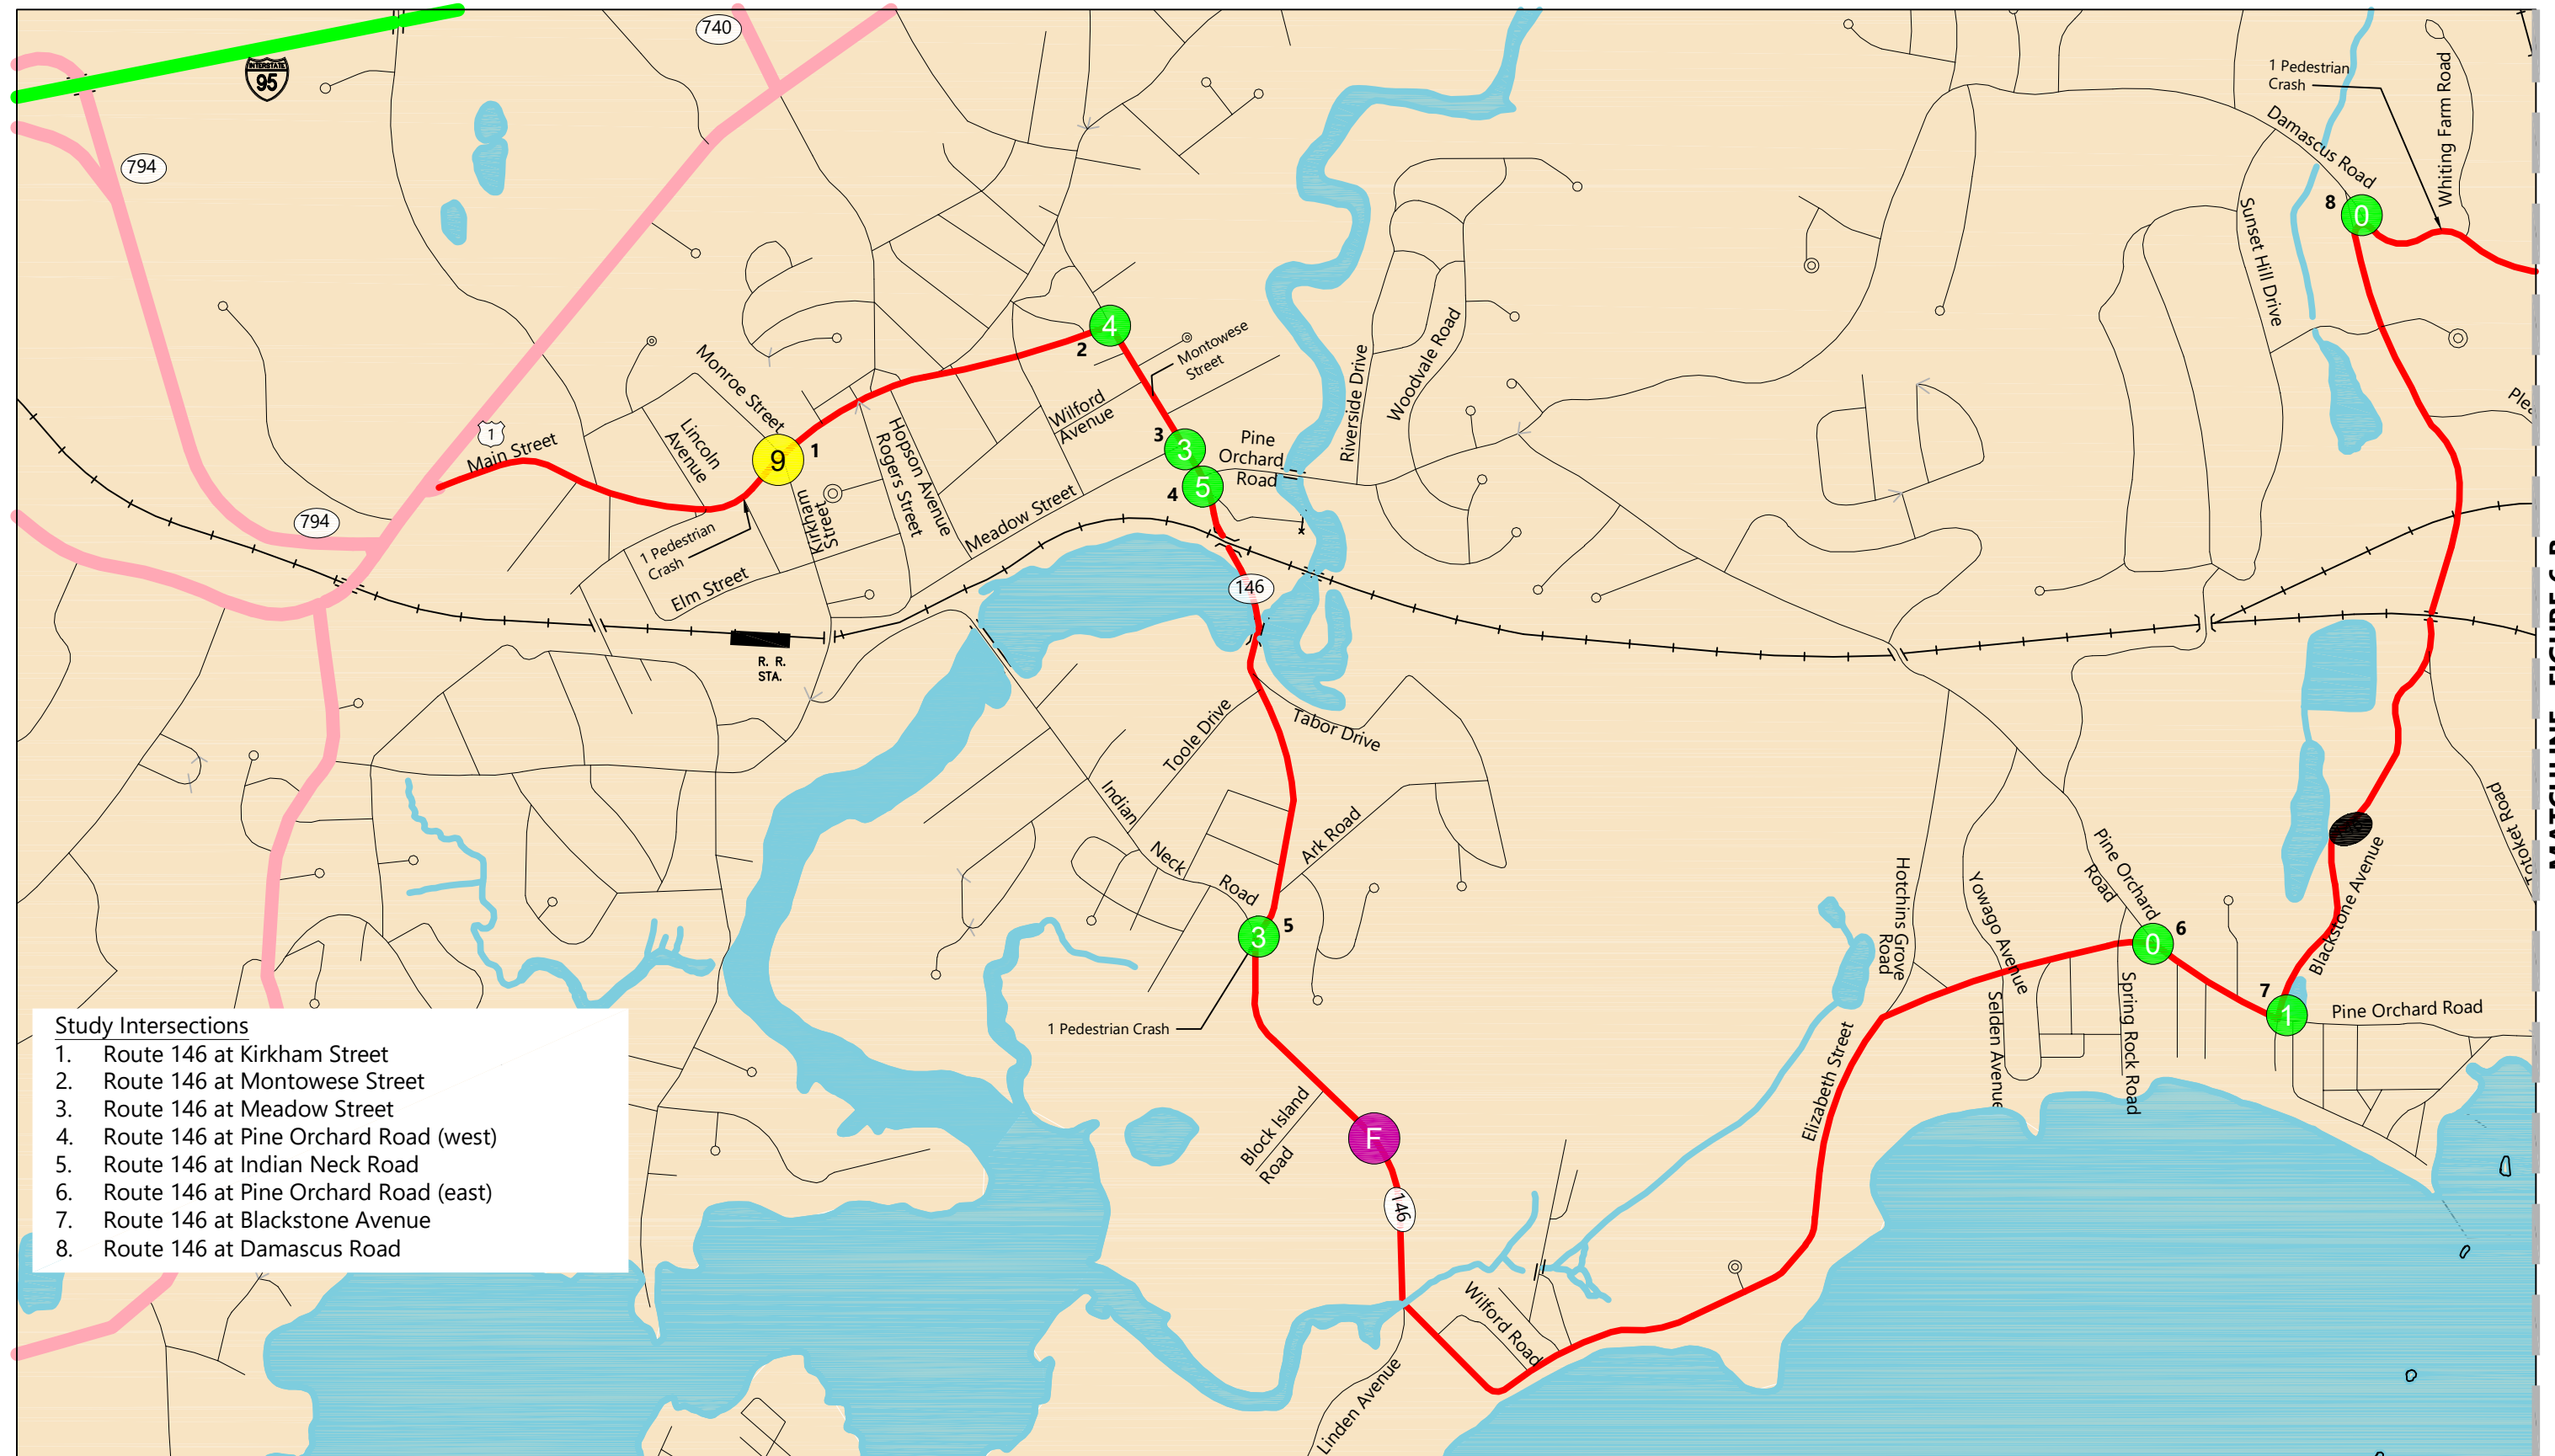 740
INTERSTATE
95
1 Pedestrian
Crash
Whiting Farm Road
Damascus Road
794
8
0
Sunset Hill Drive
4
2
Montowese
Street
Monroe Street
Riverside Drive
Woodvale Road
Wilford
Avenue
1
Main Street
Lincoln
Avenue
9
1
Hopson Avenue
Rogers Street
3
3
Pine
Orchard
Road
5
4
Kirkham
Street
Meadow Street
794
1 Pedestrian
Crash
Elm Street
146
R. R.
STA.
Toole Drive
Tabor Drive
Indian
Neck
Road
Ark Road
3
5
1 Pedestrian Crash
Hotchins Grove
Road
Yowago Avenue
Pine Orchard
Road
0
6
Blackstone Avenue
Totoket Road
Selden Avenue
Spring Rock Road
7
1
Pine Orchard Road
Elizabeth Street
Block Island
Road
F
146
Wilford Road
Linden Avenue
Study Intersections
1. Route 146 at Kirkham Street
2. Route 146 at Montowese Street
3. Route 146 at Meadow Street
4. Route 146 at Pine Orchard Road (west)
5. Route 146 at Indian Neck Road
6. Route 146 at Pine Orchard Road (east)
7. Route 146 at Blackstone Avenue
8. Route 146 at Damascus Road